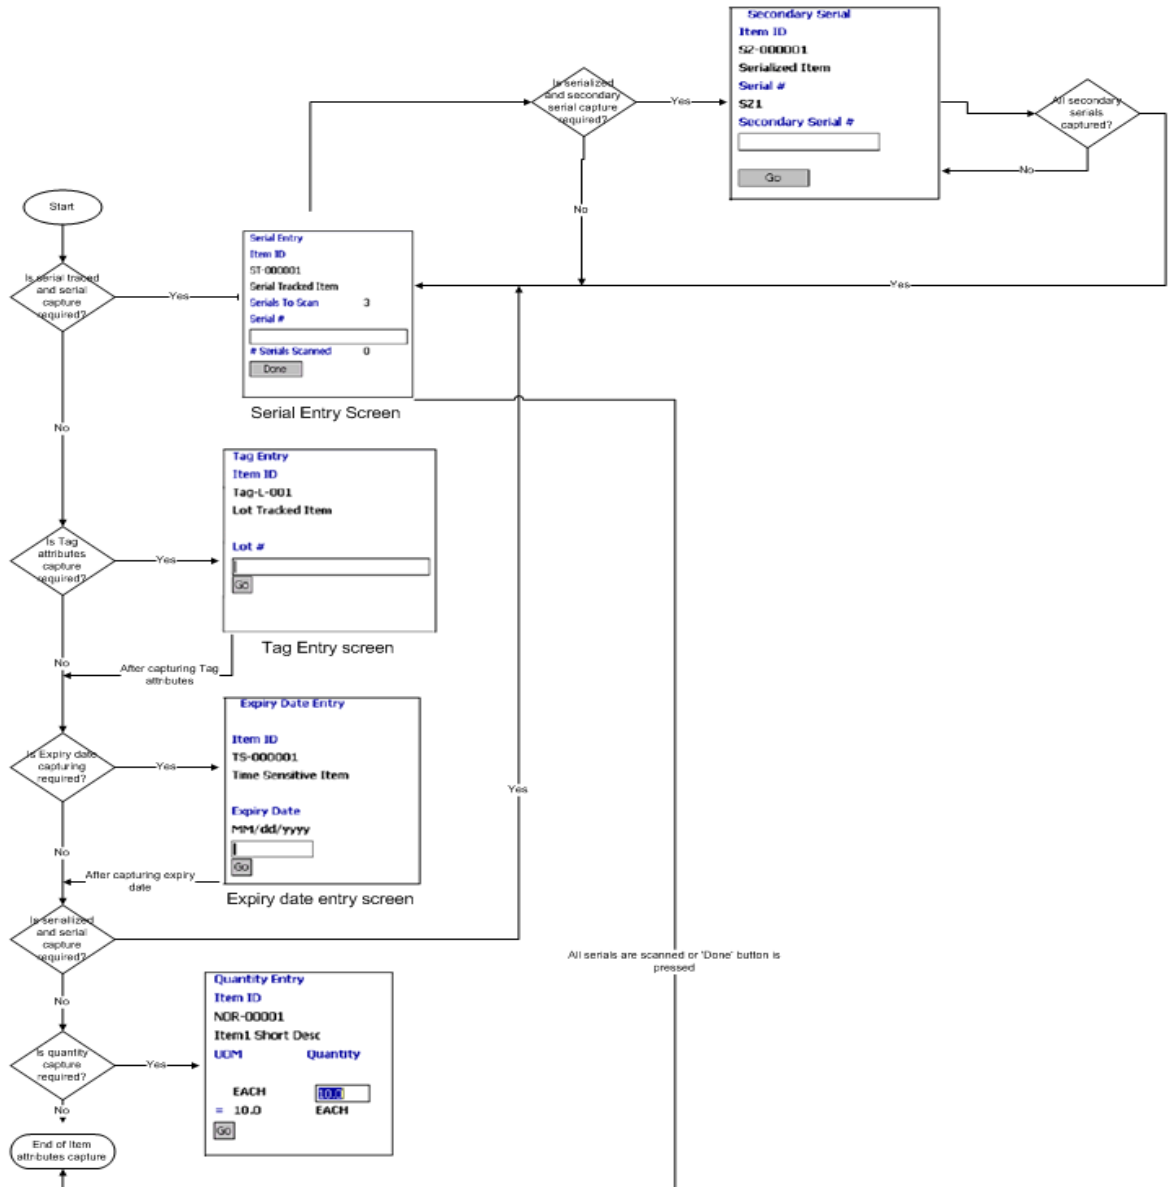 Secondary Serial
Item ID
S2-000001
Serialized Item
Serial #
SZ1
Secondary Serial #
Go
Is serialized
and secondary
serial capture
required?
Yes
All secondary
serials
captured?
No
No
Yes
Start
Is serial traced
and serial
capture
required?
Yes
Serial Entry
Item ID
ST-000001
Serial Tracked Item
Serials To Scan 3
Serial #
# Serials Scanned 0
Done
Serial Entry Screen
No
Tag Entry
Item ID
Tag-L-001
Lot Tracked Item
Lot #
Go
Is Tag
attributes
capture
required?
Yes
Tag Entry screen
No
After capturing Tag
attributes
Expiry Date Entry
Item ID
TS-000001
Time Sensitive Item
Expiry Date
MM/dd/yyyy
Go
Is Expiry date
capturing
required?
Yes
Yes
No
After capturing expiry
date
Expiry date entry screen
Is serialized
and serial
capture
required?
All serials are scanned or 'Done' button is
pressed
No
Quantity Entry
Item ID
NOR-00001
Item1 Short Desc
UOM Quantity
EACH 10.0
= 10.0 EACH
Go
Is quantity
capture
required?
Yes
No
End of Item
attributes capture